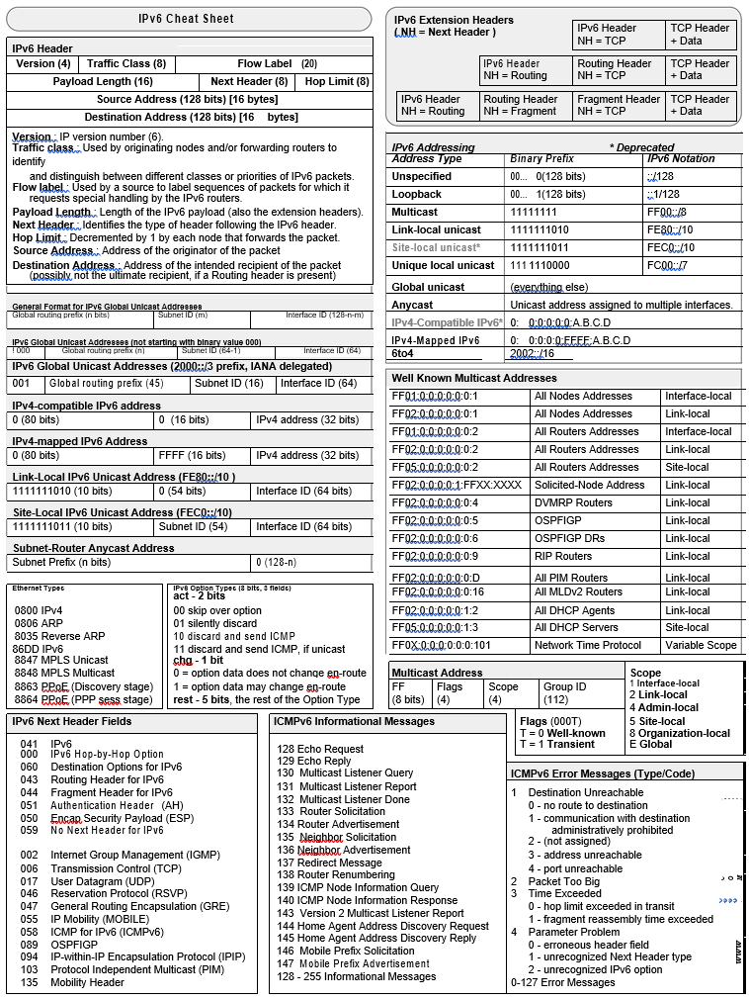 IPv6 Cheat Sheet
IPv6 Header
Version (4) Traffic Class (8) Flow Label (20)
Payload Length (16) Next Header (8) Hop Limit (8)
Source Address (128 bits) [16 bytes]
Destination Address (128 bits) [16 bytes]
Version : IP version number (6).
Traffic class : Used by originating nodes and/or forwarding routers to
identify
and distinguish between different classes or priorities of IPv6 packets.
Flow label : Used by a source to label sequences of packets for which it
requests special handling by the IPv6 routers.
Payload Length : Length of the IPv6 payload (also the extension headers).
Next Header : Identifies the type of header following the IPv6 header.
Hop Limit : Decremented by 1 by each node that forwards the packet.
Source Address : Address of the originator of the packet
Destination Address : Address of the intended recipient of the packet
(possibly not the ultimate recipient, if a Routing header is present)
General Format for IPv6 Global Unicast Addresses
Global routing prefix (n bits) Subnet ID (m) Interface ID (128-n-m)
IPv6 Global Unicast Addresses (not starting with binary value 000)
! 000 Global routing prefix (n) Subnet ID (64-1) Interface ID (64)
IPv6 Global Unicast Addresses (2000::/3 prefix, IANA delegated)
001 Global routing prefix (45) Subnet ID (16) Interface ID (64)
IPv4-compatible IPv6 address
0 (80 bits) 0 (16 bits) IPv4 address (32 bits)
IPv4-mapped IPv6 Address
0 (80 bits) FFFF (16 bits) IPv4 address (32 bits)
Link-Local IPv6 Unicast Address (FE80::/10 )
1111111010 (10 bits) 0 (54 bits) Interface ID (64 bits)
Site-Local IPv6 Unicast Address (FEC0::/10)
1111111011 (10 bits) Subnet ID (54) Interface ID (64 bits)
Subnet-Router Anycast Address
Subnet Prefix (n bits) 0 (128-n)
Ethernet Types
0800 IPv4
0806 ARP
8035 Reverse ARP
86DD IPv6
8847 MPLS Unicast
8848 MPLS Multicast
8863 PPoE (Discovery stage)
8864 PPoE (PPP sess stage)
IPv6 Option Types (8 bits, 3 fields)
act - 2 bits
00 skip over option
01 silently discard
10 discard and send ICMP
11 discard and send ICMP, if unicast
chg - 1 bit
0 = option data does not change en-route
1 = option data may change en-route
rest - 5 bits, the rest of the Option Type
IPv6 Next Header Fields
041 IPv6
000 IPv6 Hop-by-Hop Option
060 Destination Options for IPv6
043 Routing Header for IPv6
044 Fragment Header for IPv6
051 Authentication Header (AH)
050 Encap Security Payload (ESP)
059 No Next Header for IPv6
002 Internet Group Management (IGMP)
006 Transmission Control (TCP)
017 User Datagram (UDP)
046 Reservation Protocol (RSVP)
047 General Routing Encapsulation (GRE)
055 IP Mobility (MOBILE)
058 ICMP for IPv6 (ICMPv6)
089 OSPFIGP
094 IP-within-IP Encapsulation Protocol (IPIP)
103 Protocol Independent Multicast (PIM)
135 Mobility Header
ICMPv6 Informational Messages
128 Echo Request
129 Echo Reply
130 Multicast Listener Query
131 Multicast Listener Report
132 Multicast Listener Done
133 Router Solicitation
134 Router Advertisement
135 Neighbor Solicitation
136 Neighbor Advertisement
137 Redirect Message
138 Router Renumbering
139 ICMP Node Information Query
140 ICMP Node Information Response
143 Version 2 Multicast Listener Report
144 Home Agent Address Discovery Request
145 Home Agent Address Discovery Reply
146 Mobile Prefix Solicitation
147 Mobile Prefix Advertisement
128 - 255 Informational Messages
IPv6 Extension Headers
( NH = Next Header )
IPv6 Header TCP Header
NH = TCP + Data
IPv6 Header Routing Header TCP Header
NH = Routing NH = TCP + Data
IPv6 Header Routing Header Fragment Header TCP Header
NH = Routing NH = Fragment NH = TCP + Data
IPv6 Addressing * Deprecated
Address Type Binary Prefix IPv6 Notation
Unspecified 00... 0(128 bits) ::/128
Loopback 00... 1(128 bits) ::1/128
Multicast 11111111 FF00::/8
Link-local unicast 1111111010 FE80::/10
Site-local unicast* 1111111011 FEC0::/10
Unique local unicast 111 1110000 FC00::/7
Global unicast (everything else)
Anycast Unicast address assigned to multiple interfaces.
IPv4-Compatible IPv6* 0: 0:0:0:0:0:A.B.C.D
IPv4-Mapped IPv6 0: 0:0:0:0:FFFF:A.B.C.D
6to4 2002::/16
Well Known Multicast Addresses
FF01:0:0:0:0:0:0:1 All Nodes Addresses Interface-local
FF02:0:0:0:0:0:0:1 All Nodes Addresses Link-local
FF01:0:0:0:0:0:0:2 All Routers Addresses Interface-local
FF02:0:0:0:0:0:0:2 All Routers Addresses Link-local
FF05:0:0:0:0:0:0:2 All Routers Addresses Site-local
FF02:0:0:0:0:1:FFXX:XXXX Solicited-Node Address Link-local
FF02:0:0:0:0:0:0:4 DVMRP Routers Link-local
FF02:0:0:0:0:0:0:5 OSPFIGP Link-local
FF02:0:0:0:0:0:0:6 OSPFIGP DRs Link-local
FF02:0:0:0:0:0:0:9 RIP Routers Link-local
FF02:0:0:0:0:0:0:D All PIM Routers Link-local
FF02:0:0:0:0:0:0:16 All MLDv2 Routers Link-local
FF02:0:0:0:0:0:1:2 All DHCP Agents Link-local
FF05:0:0:0:0:0:1:3 All DHCP Servers Site-local
FF0X:0:0:0:0:0:0:101 Network Time Protocol Variable Scope
Multicast Address
FF Flags Scope Group ID
(8 bits) (4) (4) (112)
Flags (000T)
T = 0 Well-known
T = 1 Transient
Scope
1 Interface-local
2 Link-local
4 Admin-local
5 Site-local
8 Organization-local
E Global
ICMPv6 Error Messages (Type/Code)
1 Destination Unreachable
0 - no route to destination
1 - communication with destination
administratively prohibited
2 - (not assigned)
3 - address unreachable
4 - port unreachable
2 Packet Too Big
3 Time Exceeded
0 - hop limit exceeded in transit
1 - fragment reassembly time exceeded
4 Parameter Problem
0 - erroneous header field
1 - unrecognized Next Header type
2 - unrecognized IPv6 option
0-127 Error Messages